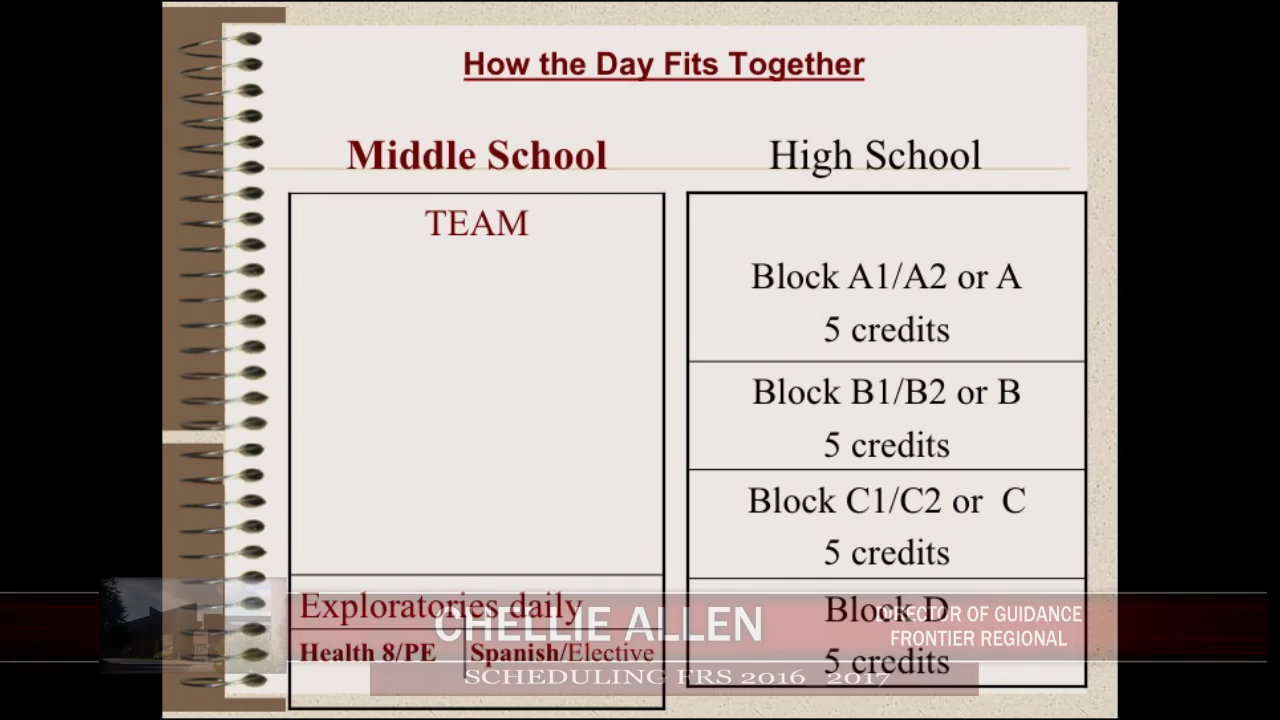 How the Day Fits Together
Middle School
High School
TEAM
Block A1/A2 or A
5 credits
Block B1/B2 or B
5 credits
Block C1/C2 or C
5 credits
Exploratories daily
Block D
5 credits
Health 8/PE
Spanish/Elective
CHELLIE ALLEN
DIRECTOR OF GUIDANCE
FRONTIER REGIONAL
SCHEDULING FRS 2016 2017